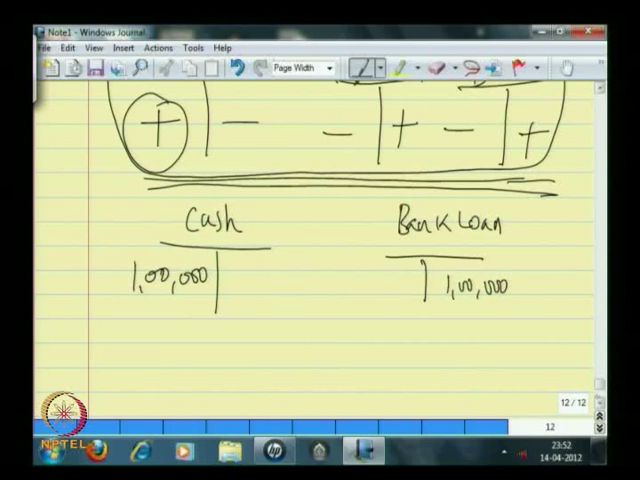 Note1 - Windows Journal
File Edit View Insert Actions Tools Help
Page Width
+ | - - | + - | +
Cash Bank Loan
1,00,000 1,00,000
12 / 12
12
NPTEL
hp
23:52
14-04-2012